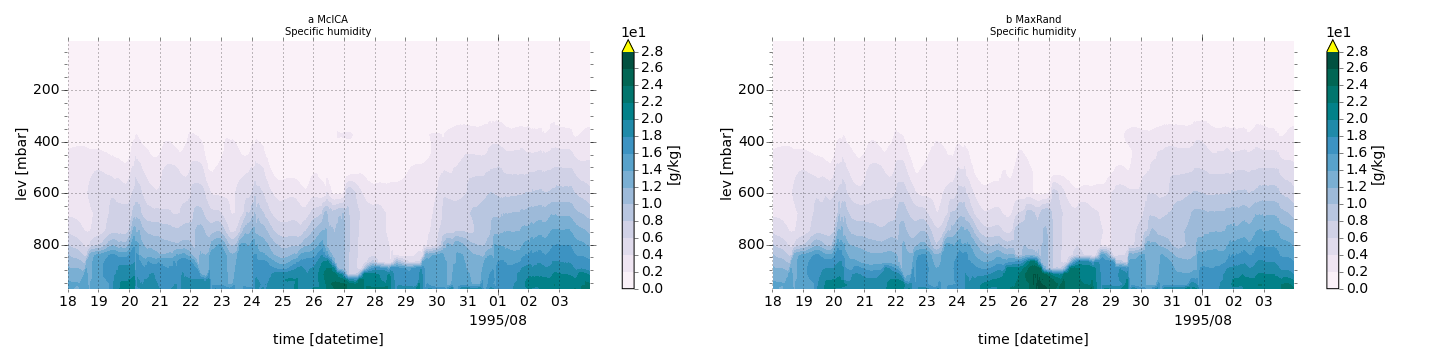 a McICA
Specific humidity
1e1
lev [mbar]
200
400
600
800
18 19 20 21 22 23 24 25 26 27 28 29 30 31 01 02 03
1995/08
time [datetime]
2.8
2.6
2.4
2.2
2.0
1.8
1.6
1.4
1.2
1.0
0.8
0.6
0.4
0.2
0.0
[g/kg]
b MaxRand
Specific humidity
1e1
lev [mbar]
200
400
600
800
18 19 20 21 22 23 24 25 26 27 28 29 30 31 01 02 03
1995/08
time [datetime]
2.8
2.6
2.4
2.2
2.0
1.8
1.6
1.4
1.2
1.0
0.8
0.6
0.4
0.2
0.0
[g/kg]